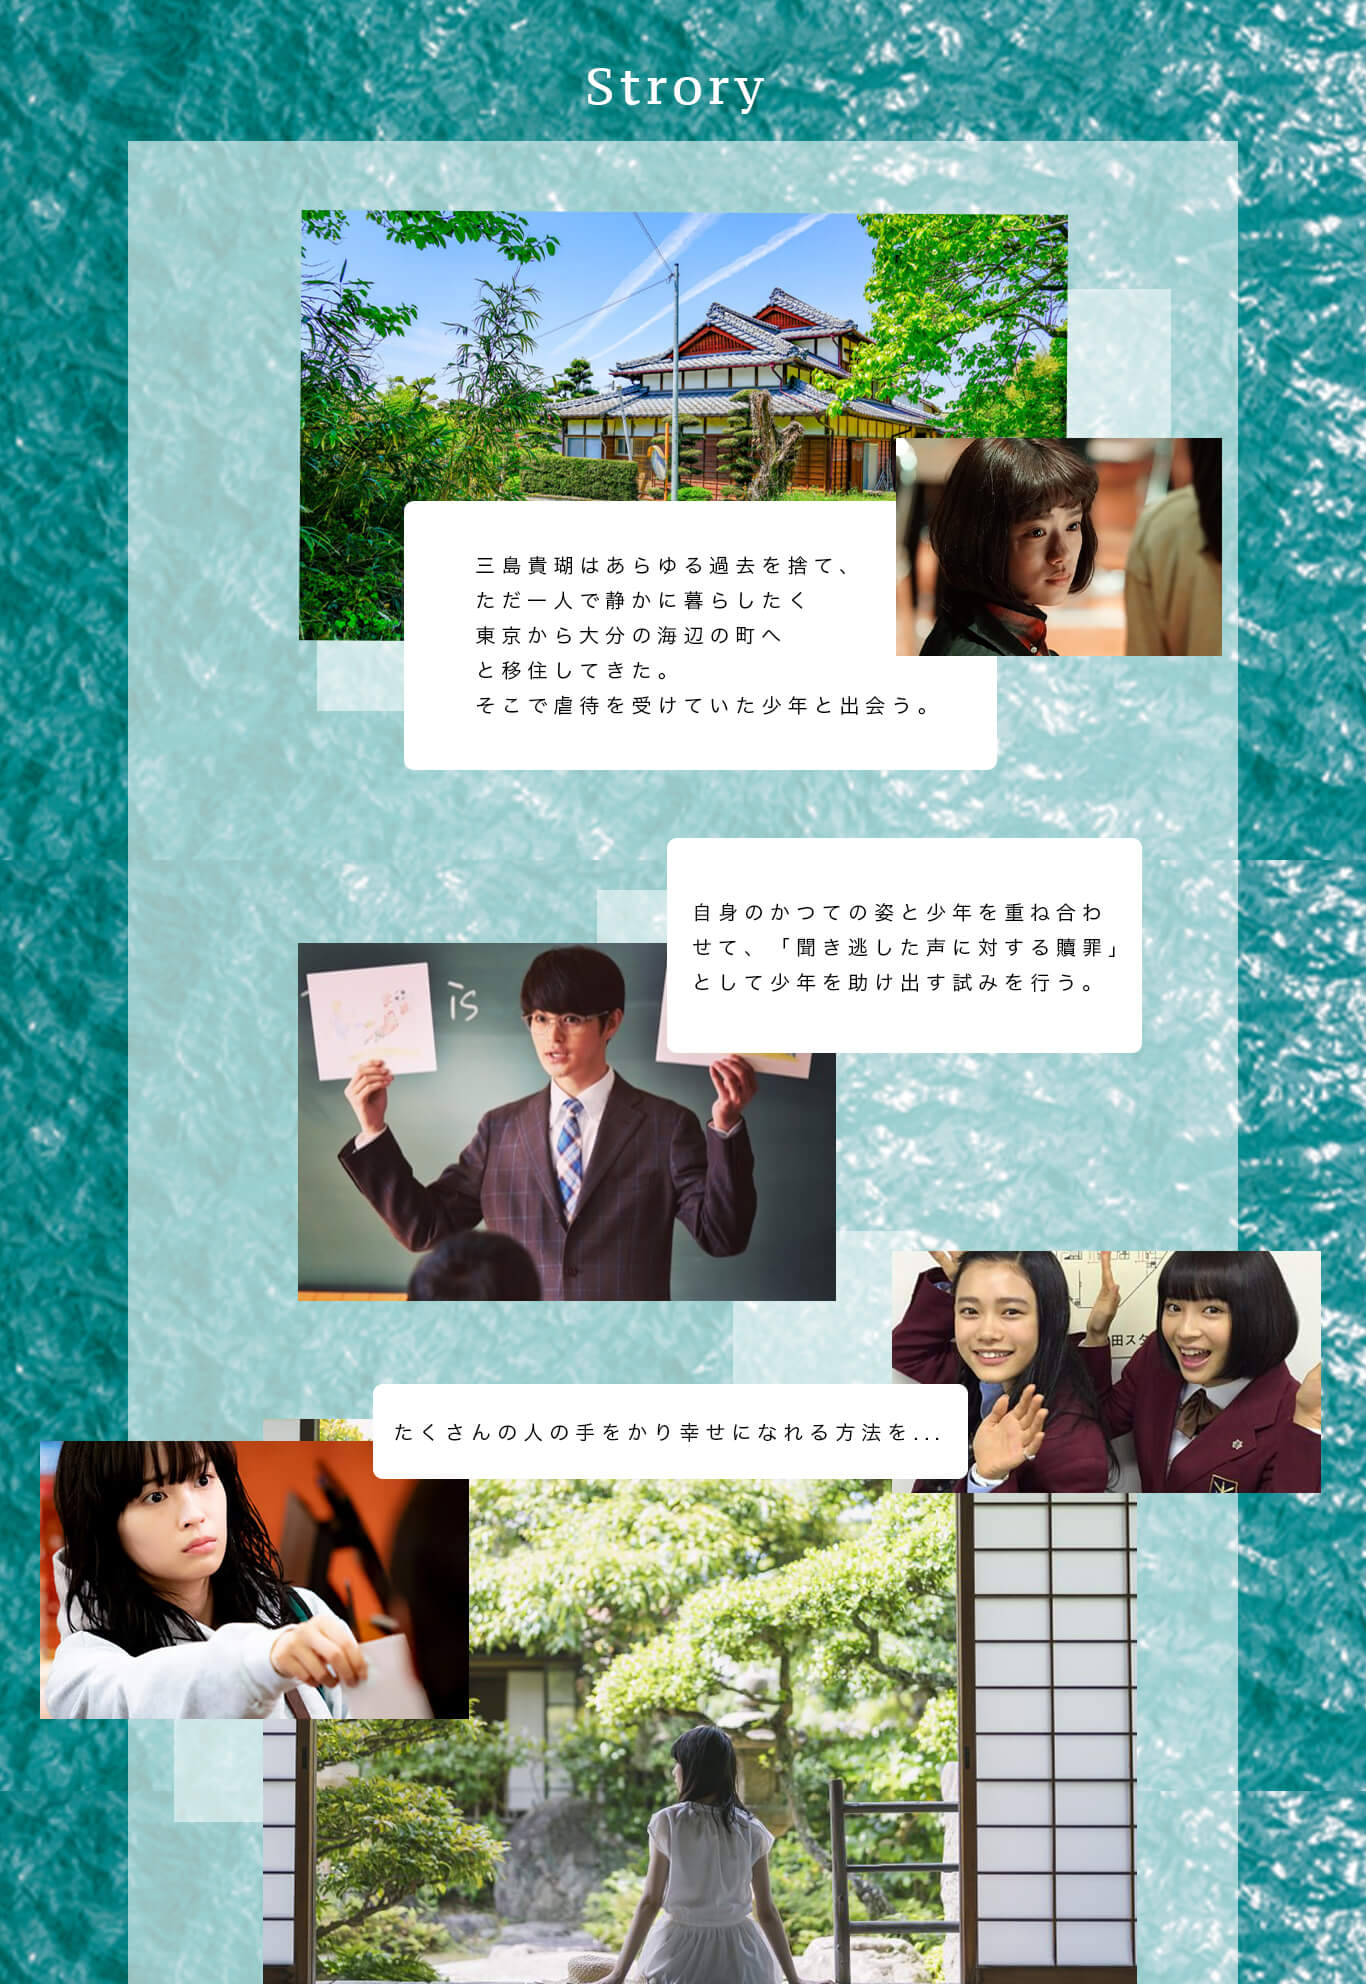 Strory
三島貴瑚はあらゆる過去を捨て、
ただ一人で静かに暮らしたく
東京から大分の海辺の町へ
と移住してきた。
そこで虐待を受けていた少年と出会う。
自身のかつての姿と少年を重ね合わ
せて、「聞き逃した声に対する贖罪」
として少年を助け出す試みを行う。
is
田スタ
たくさんの人の手をかり幸せになれる方法を...